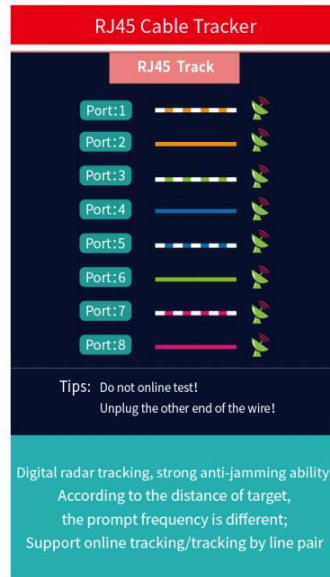 RJ45 Cable Tracker
RJ45 Track
Port:1
Port:2
Port:3
Port:4
Port:5
Port:6
Port:7
Port:8
Tips: Do not online test!
Unplug the other end of the wire!
Digital radar tracking, strong anti-jamming ability
According to the distance of target,
the prompt frequency is different;
Support online tracking/tracking by line pair